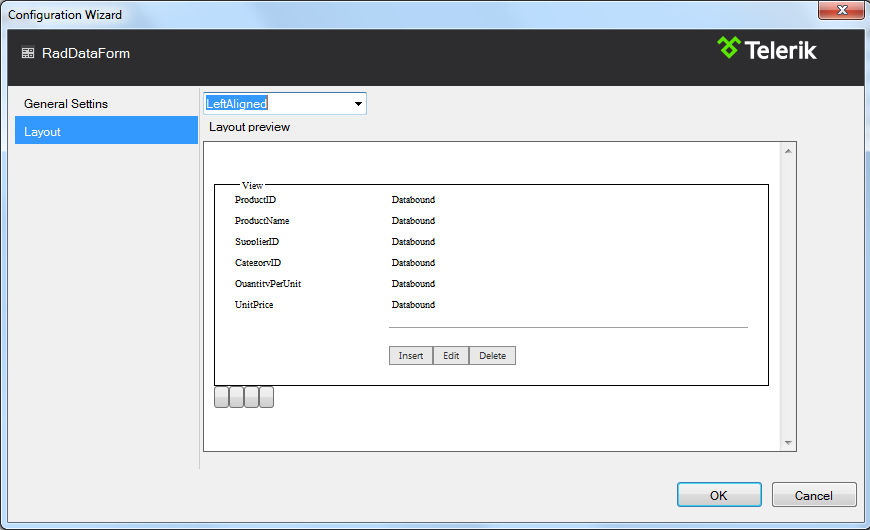 Configuration Wizard
RadDataForm
Telerik
General Settins
Layout
LeftAligned
Layout preview
View
ProductID Databound
ProductName Databound
SupplierID Databound
CategoryID Databound
QuantityPerUnit Databound
UnitPrice Databound
Insert Edit Delete
OK Cancel